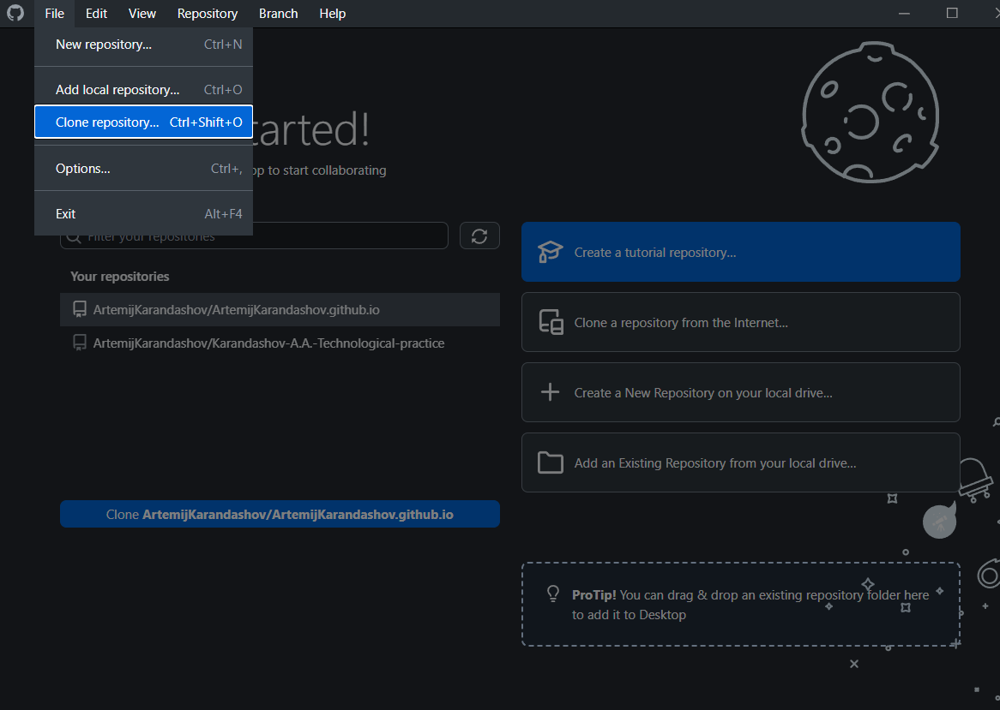 File Edit View Repository Branch Help
New repository... Ctrl+N
Add local repository... Ctrl+O
Clone repository... Ctrl+Shift+O
Options... Ctrl+,
Exit Alt+F4
tarted!
to start collaborating
Filter your repositories
Your repositories
ArtemijKarandashov/ArtemijKarandashov.github.io
ArtemijKarandashov/Karandashov-A.A.-Technological-practice
Clone ArtemijKarandashov/ArtemijKarandashov.github.io
Create a tutorial repository...
Clone a repository from the Internet...
Create a New Repository on your local drive...
Add an Existing Repository from your local drive...
ProTip! You can drag & drop an existing repository folder here
to add it to Desktop